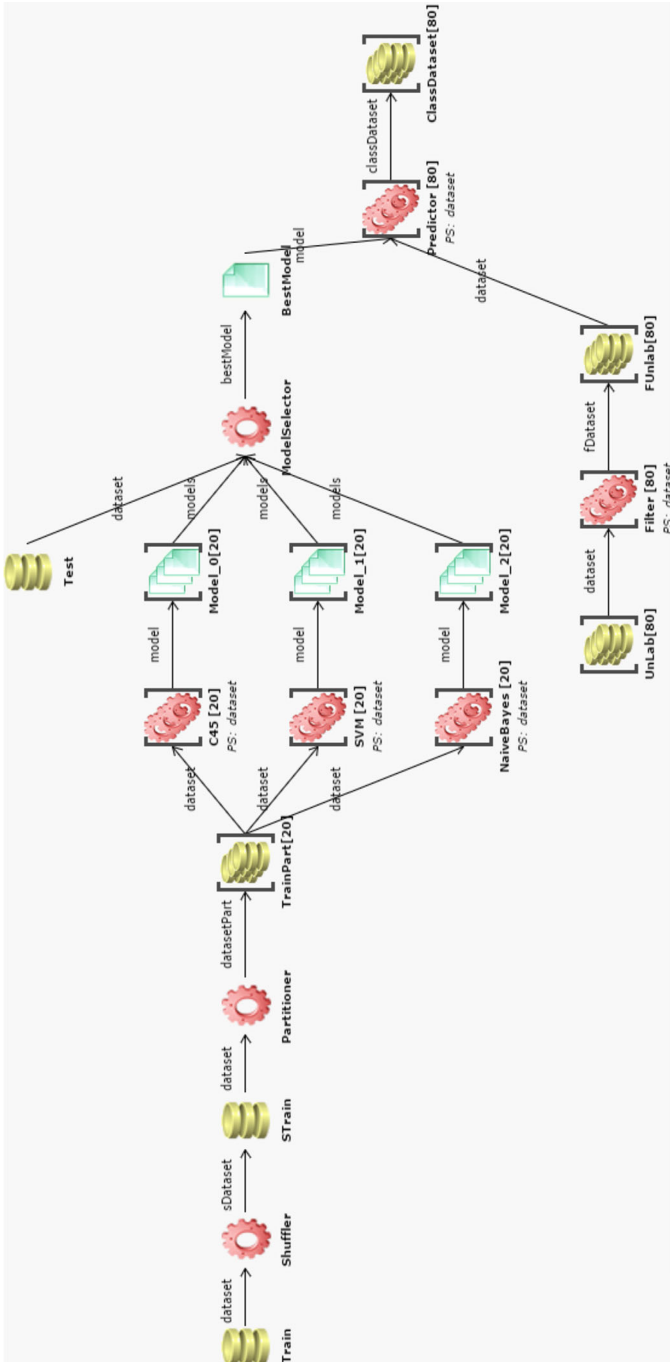 ClassDataset[80]
classDataset
Predictor [80]
PS: dataset
model
BestModel
dataset
bestModel
FUnlab[80]
ModelSelector
fDataset
dataset
models
models
models
Filter [80]
PS: dataset
Test
Model_0[20]
Model_1[20]
Model_2[20]
dataset
model
model
model
UnLab[80]
C45 [20]
PS: dataset
SVM [20]
PS: dataset
NaiveBayes [20]
PS: dataset
dataset
dataset
dataset
TrainPart[20]
datasetPart
Partitioner
dataset
STrain
sDataset
Shuffler
dataset
Train